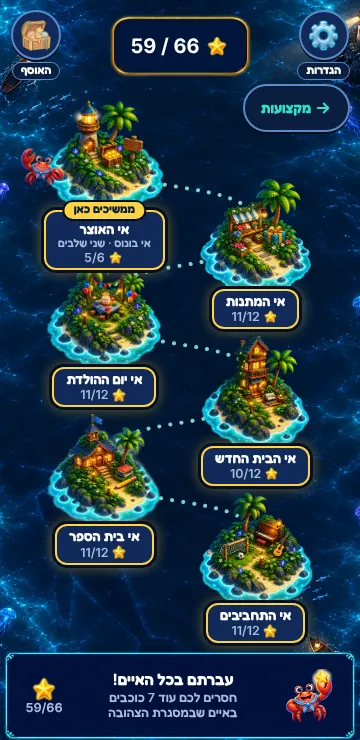 59 / 66
האוסף
הגדרות
מקצועות →
ממשיכים כאן
אי האוצר
אי בונוס · שני שלבים
5/6
אי המתנות
11/12
אי יום ההולדת
11/12
אי הבית החדש
10/12
אי בית הספר
11/12
אי התחביבים
11/12
עברתם בכל האיים!
חסרים לכם עוד 7 כוכבים
באיים שבמסגרת הצהובה
59/66